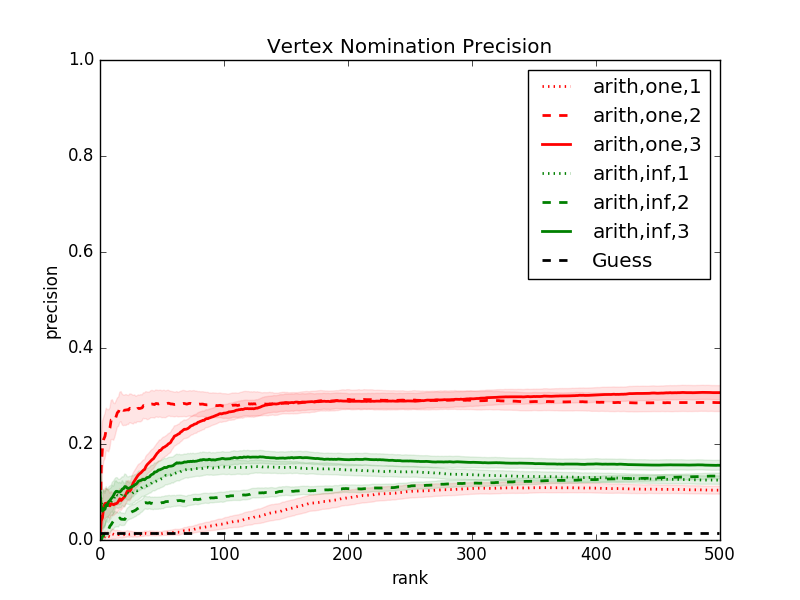 Vertex Nomination Precision
1.0
0.8
0.6
0.4
0.2
0.0
precision
arith,one,1
arith,one,2
arith,one,3
arith,inf,1
arith,inf,2
arith,inf,3
Guess
0 100 200 300 400 500
rank